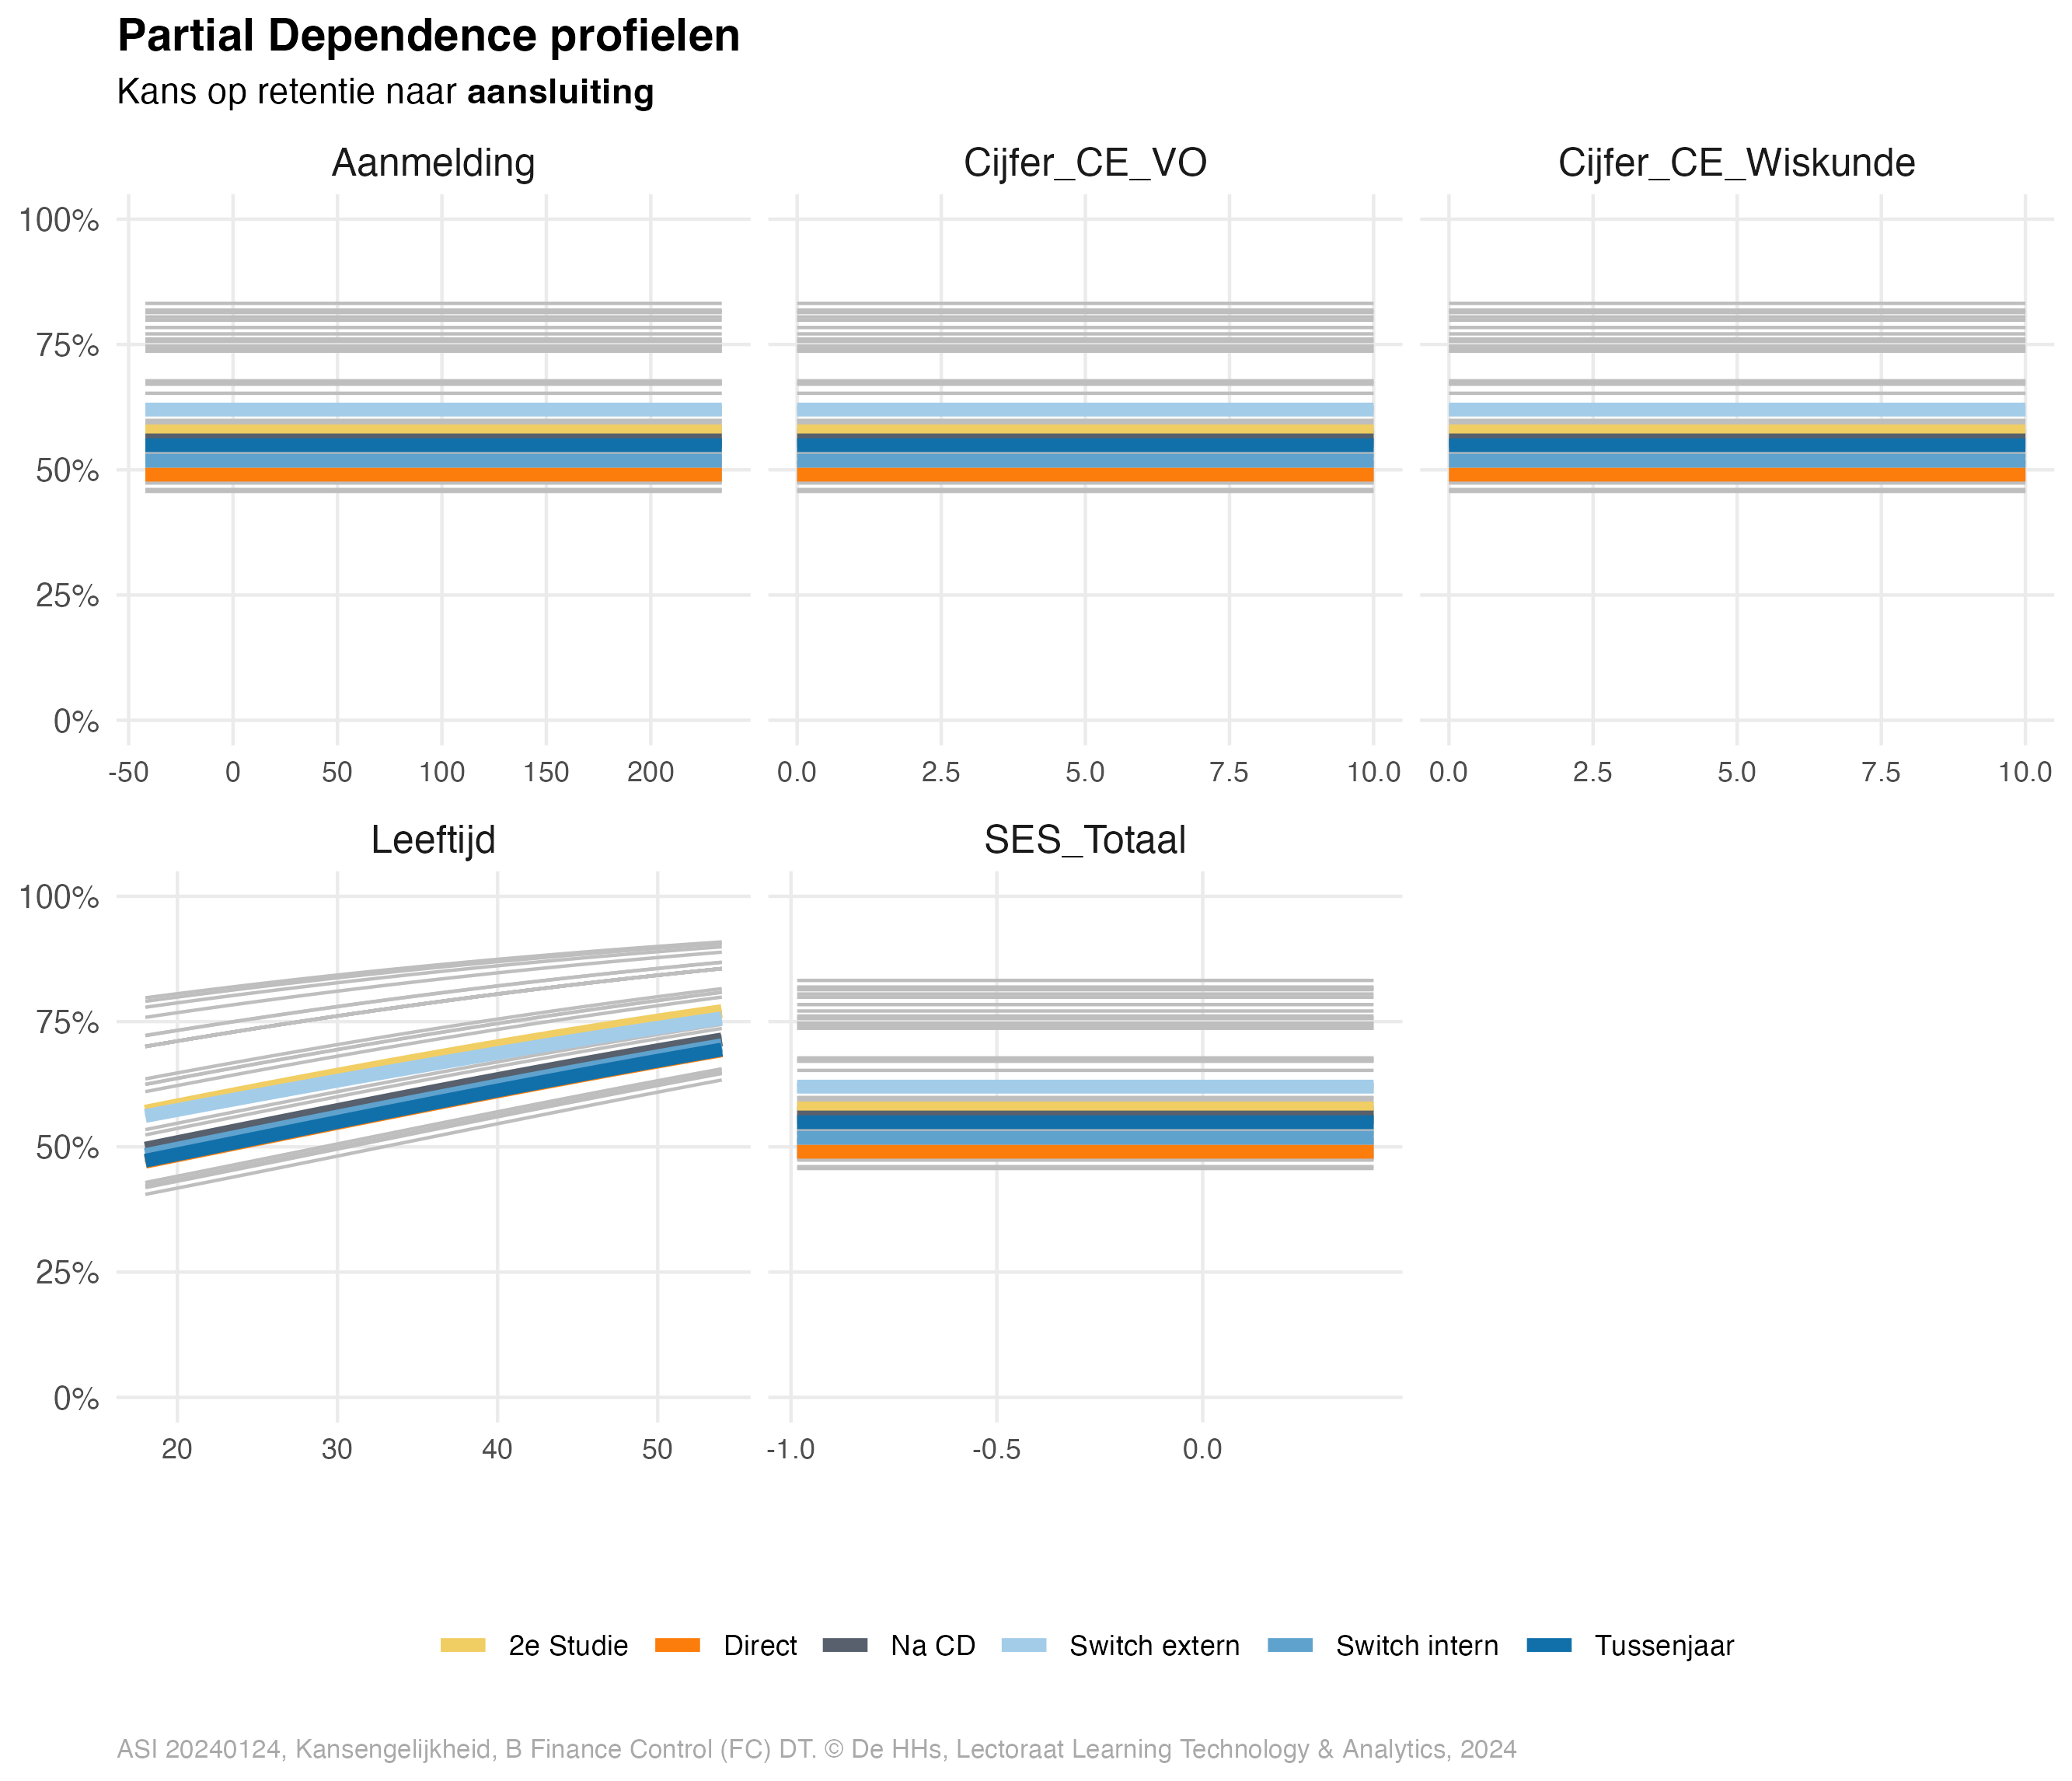 Partial Dependence profielen
Kans op retentie naar aansluiting
Aanmelding Cijfer_CE_VO Cijfer_CE_Wiskunde
100%
75%
50%
25%
0%
-50 0 50 100 150 200 0.0 2.5 5.0 7.5 10.0 0.0 2.5 5.0 7.5 10.0
Leeftijd SES_Totaal
100%
75%
50%
25%
0%
20 30 40 50 -1.0 -0.5 0.0
2e Studie Direct Na CD Switch extern Switch intern Tussenjaar
ASI 20240124, Kansengelijkheid, B Finance Control (FC) DT. © De HHs, Lectoraat Learning Technology & Analytics, 2024